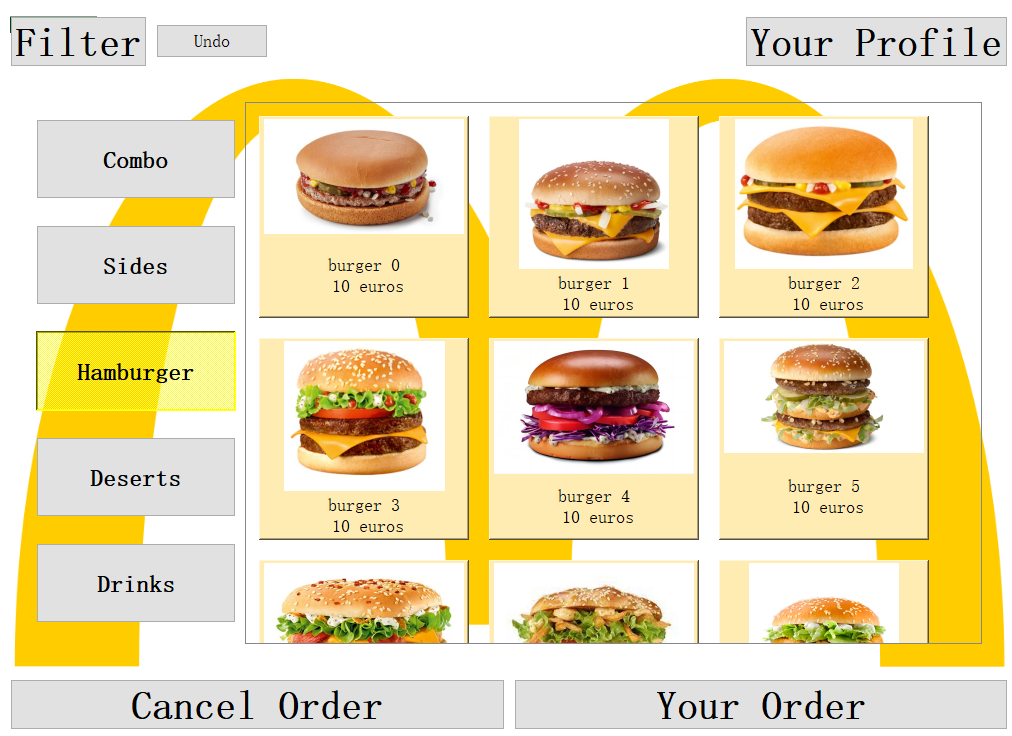 Filter
Undo
Your Profile
Combo
Sides
Hamburger
Deserts
Drinks
burger 0
10 euros
burger 1
10 euros
burger 2
10 euros
burger 3
10 euros
burger 4
10 euros
burger 5
10 euros
Cancel Order
Your Order